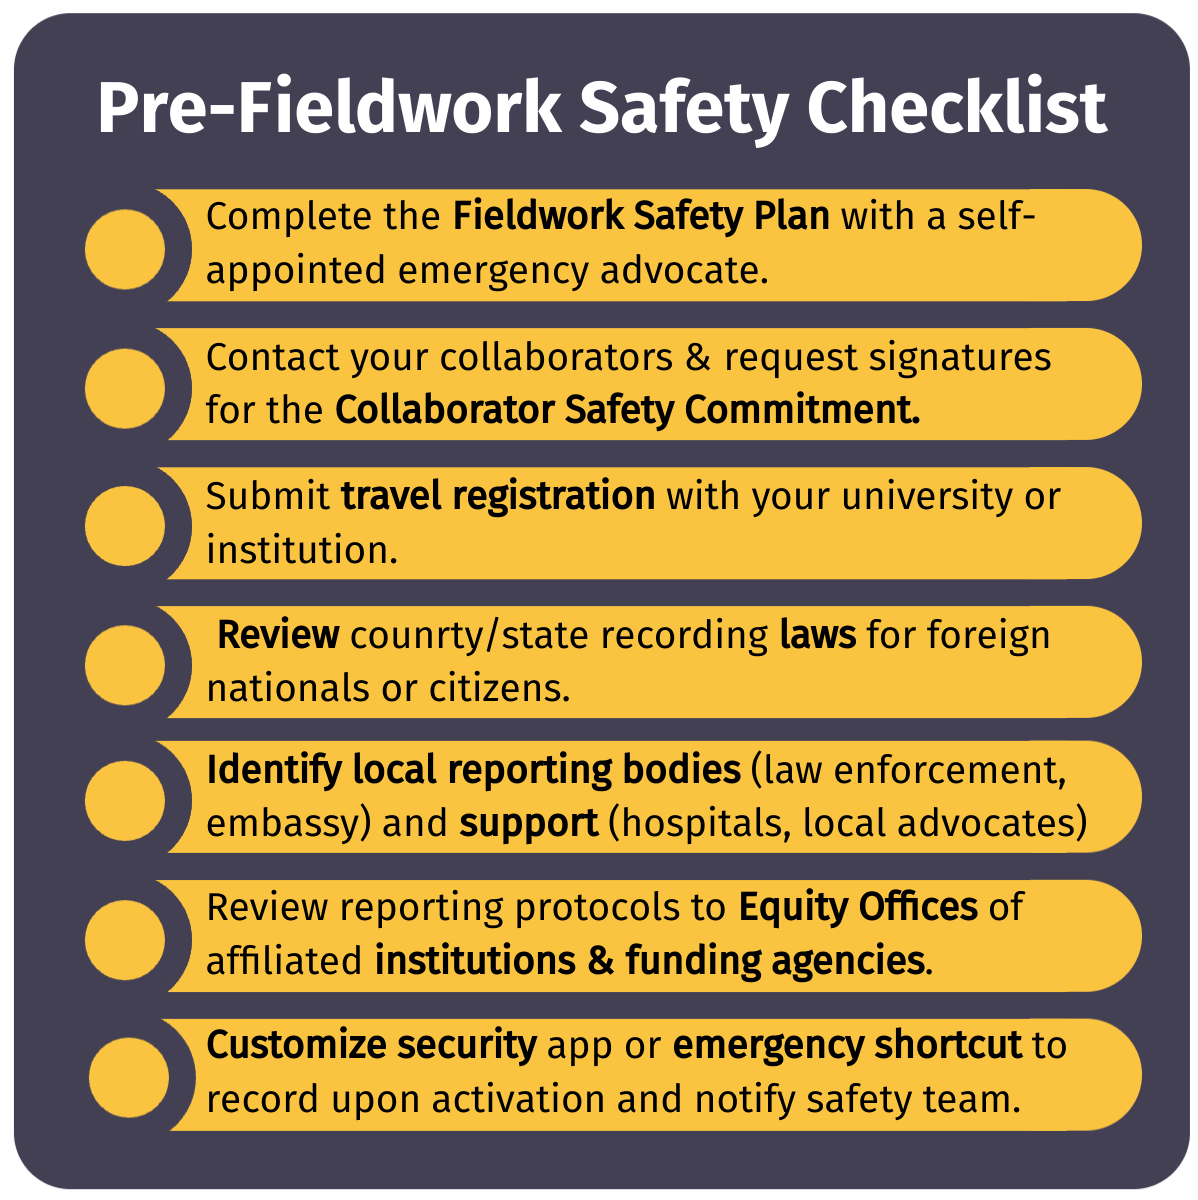 Pre-Fieldwork Safety Checklist
Complete the Fieldwork Safety Plan with a self-
appointed emergency advocate.
Contact your collaborators & request signatures
for the Collaborator Safety Commitment.
Submit travel registration with your university or
institution.
Review counrty/state recording laws for foreign
nationals or citizens.
Identify local reporting bodies (law enforcement,
embassy) and support (hospitals, local advocates)
Review reporting protocols to Equity Offices of
affiliated institutions & funding agencies.
Customize security app or emergency shortcut to
record upon activation and notify safety team.